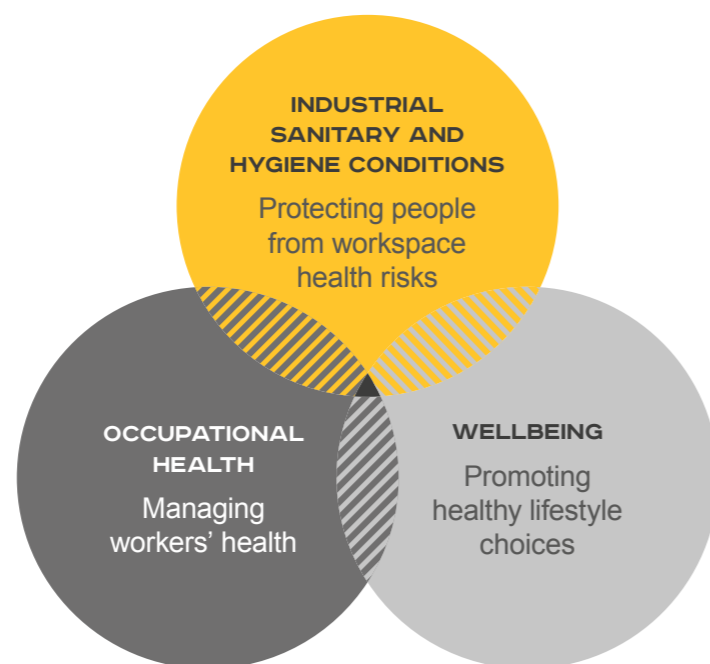 INDUSTRIAL
SANITARY AND
HYGIENE CONDITIONS
Protecting people
from workspace
health risks
OCCUPATIONAL
HEALTH
Managing
workers’ health
WELLBEING
Promoting
healthy lifestyle
choices